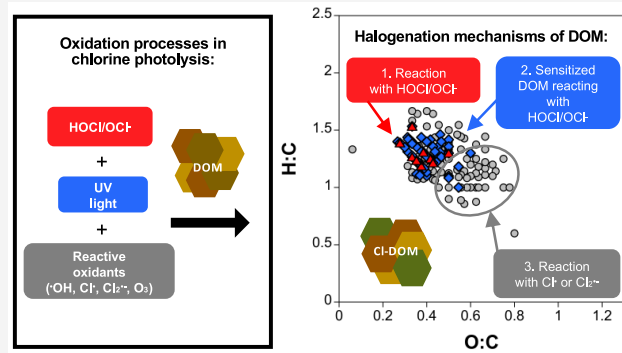 Oxidation processes in
chlorine photolysis:
HOCl/OCl-
+
UV
light
+
Reactive
oxidants
(•OH, Cl•, Cl2•-, O3)
DOM
Halogenation mechanisms of DOM:
1. Reaction
with HOCl/OCl-
2. Sensitized
DOM reacting
with
HOCl/OCl-
Cl-DOM
3. Reaction
with Cl• or Cl2•-
H:C
2.5
2
1.5
1
0.5
0
0
0.2
0.4
0.6
0.8
1
1.2
O:C